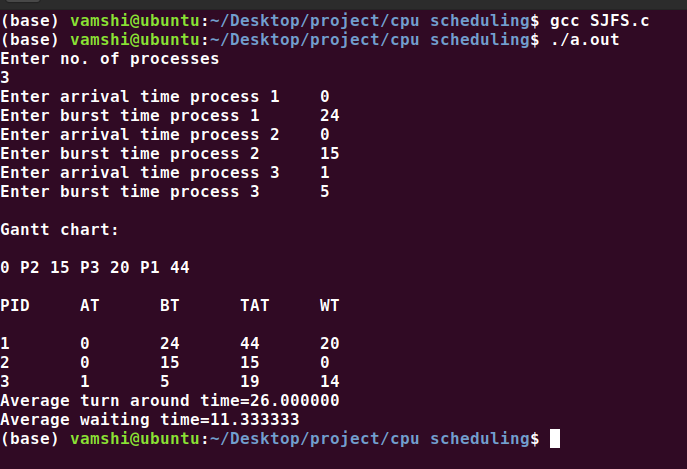 (base) vamshi@ubuntu:~/Desktop/project/cpu scheduling$ gcc SJFS.c
(base) vamshi@ubuntu:~/Desktop/project/cpu scheduling$ ./a.out
Enter no. of processes
3
Enter arrival time process 1    0
Enter burst time process 1      24
Enter arrival time process 2    0
Enter burst time process 2      15
Enter arrival time process 3    1
Enter burst time process 3      5
Gantt chart:
0 P2 15 P3 20 P1 44
PID     AT      BT      TAT     WT
1       0       24      44      20
2       0       15      15      0
3       1       5       19      14
Average turn around time=26.000000
Average waiting time=11.333333
(base) vamshi@ubuntu:~/Desktop/project/cpu scheduling$